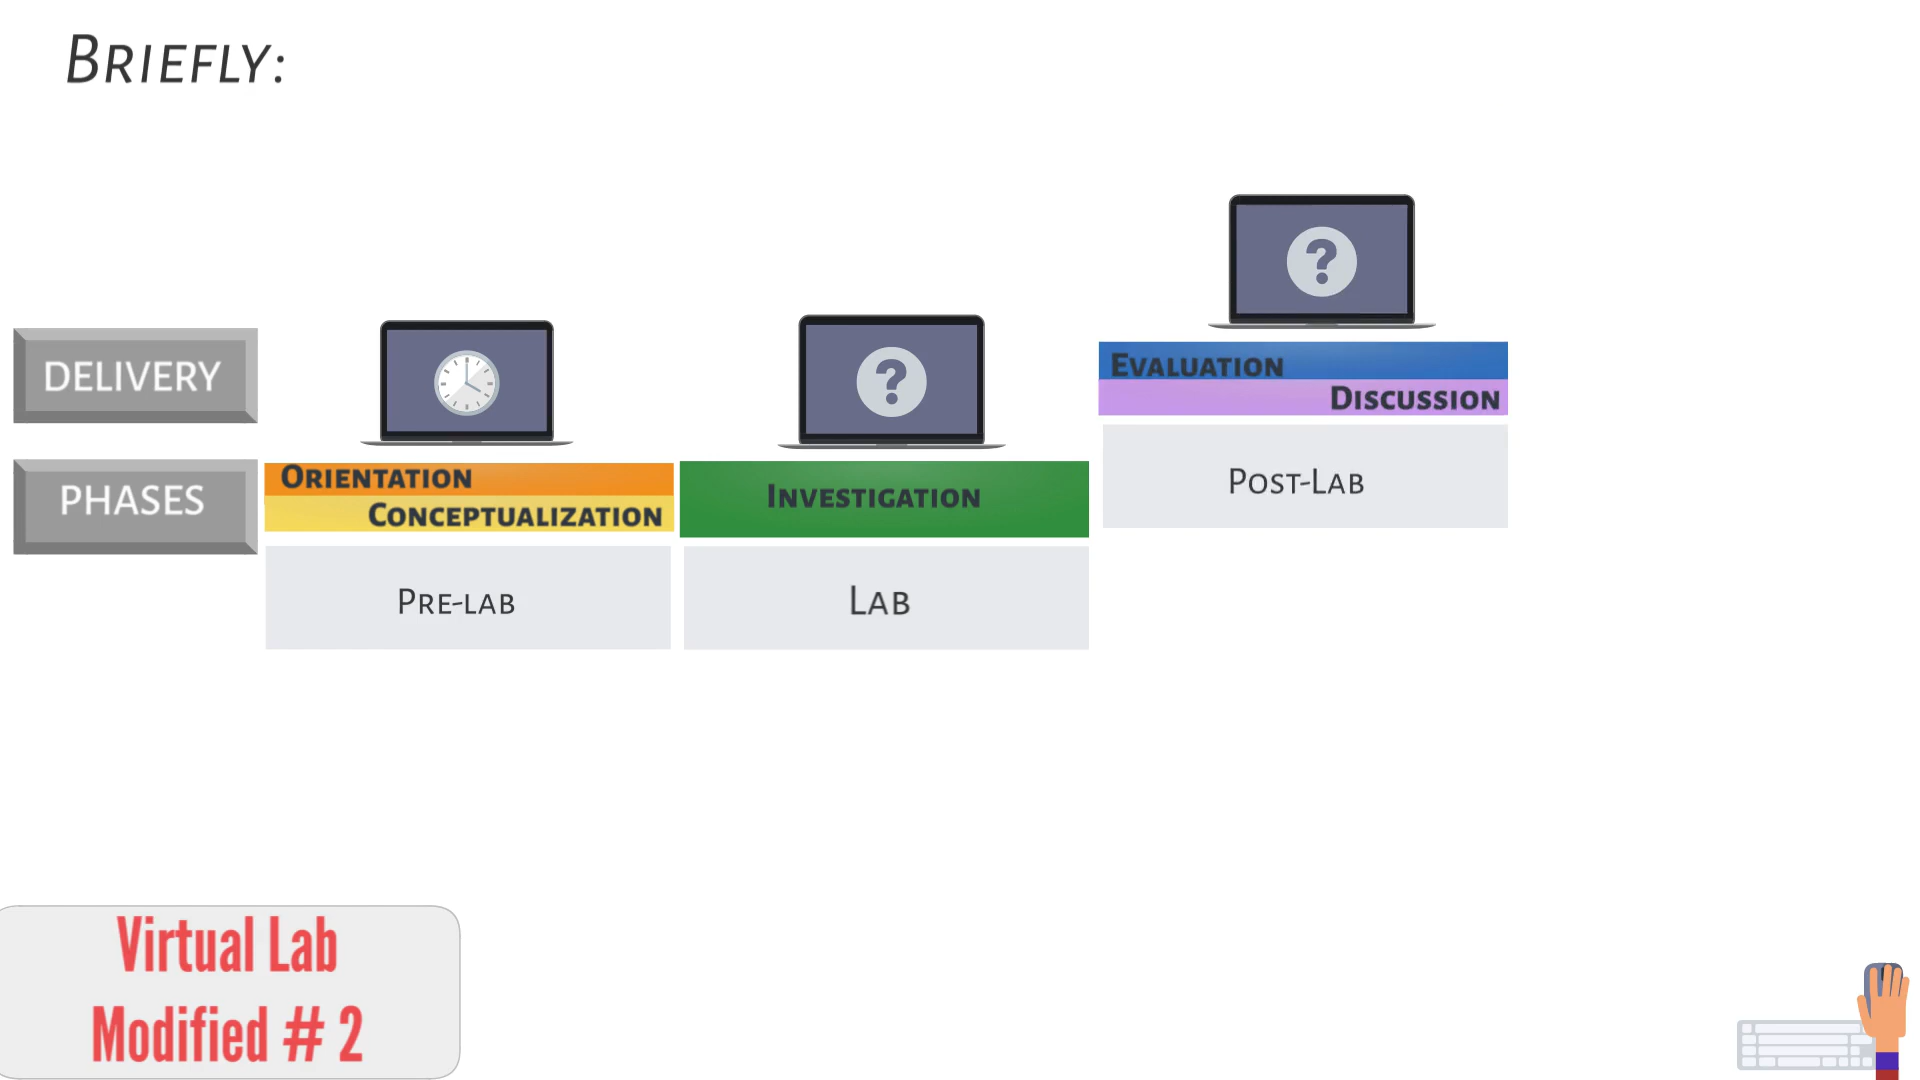 BRIEFLY:
DELIVERY
PHASES
ORIENTATION
CONCEPTUALIZATION
PRE-LAB
?
INVESTIGATION
LAB
?
EVALUATION
DISCUSSION
POST-LAB
Virtual Lab
Modified # 2